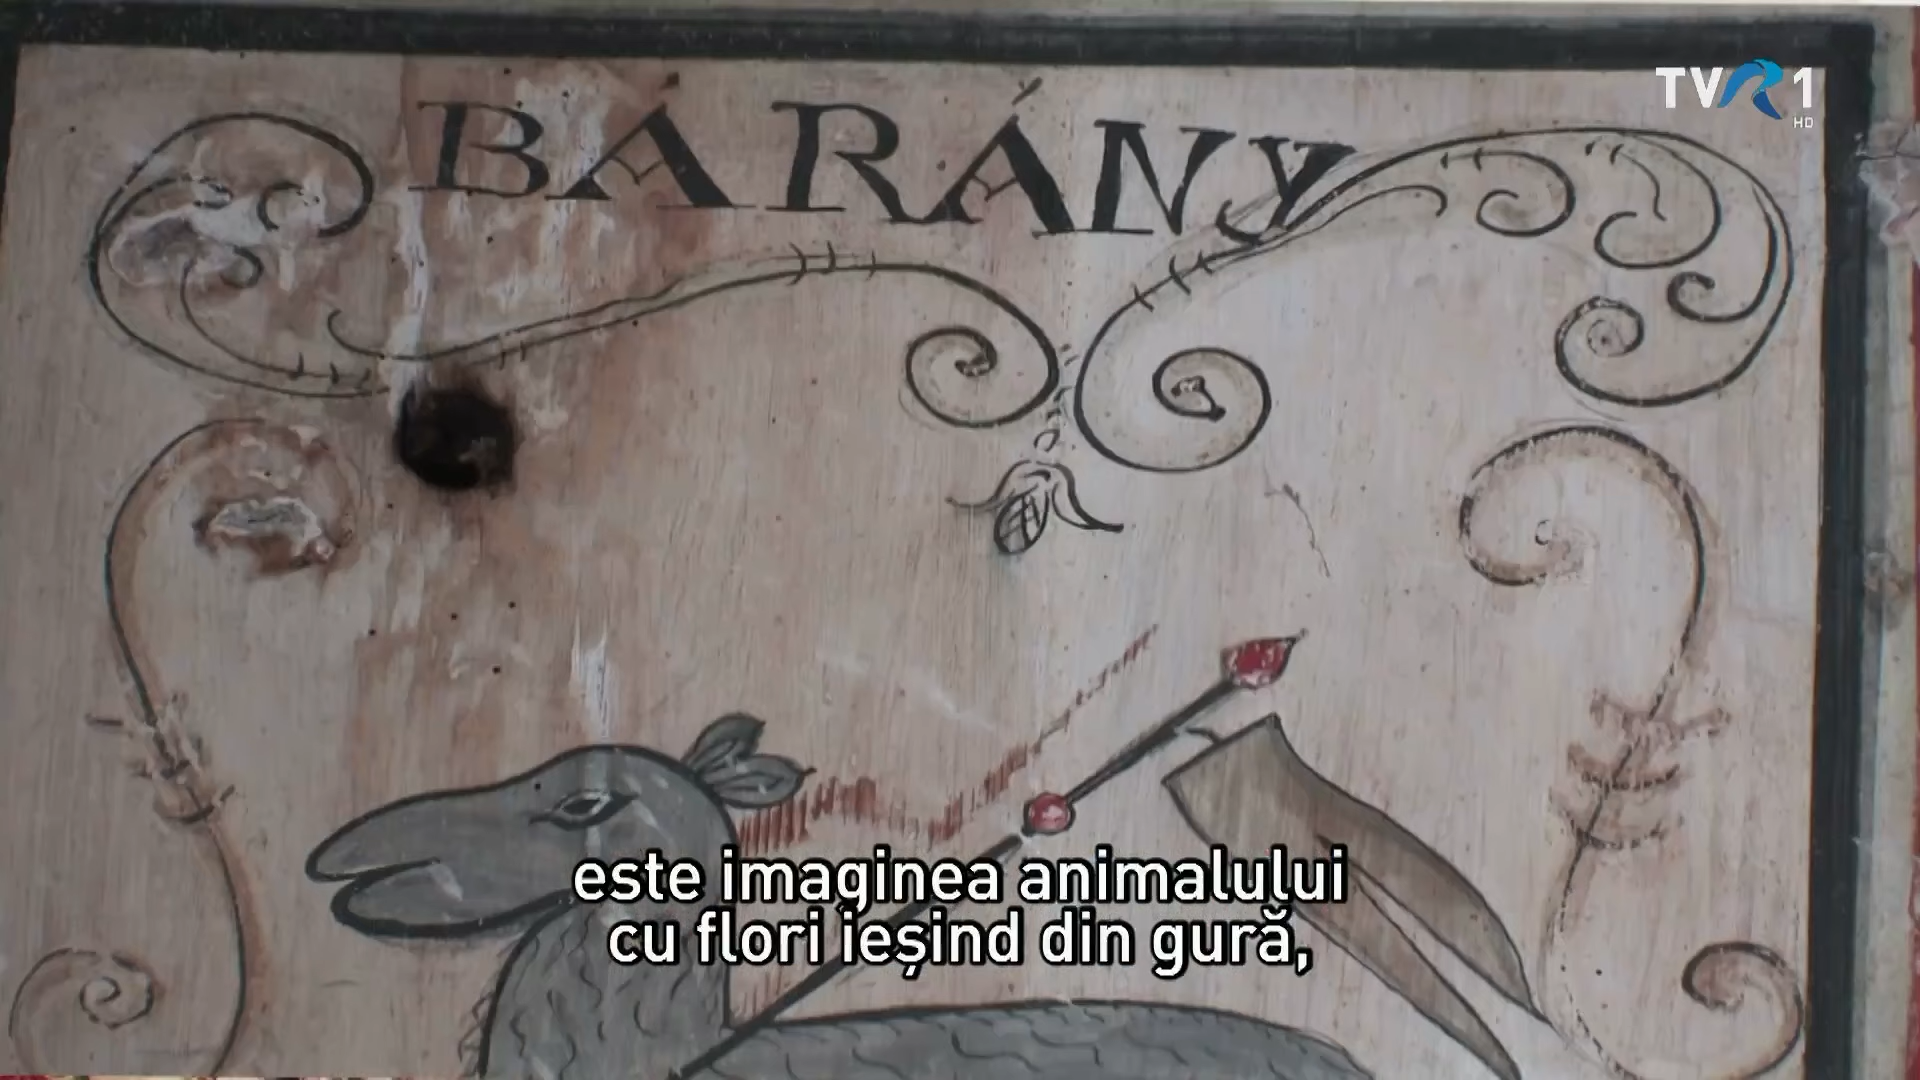 BÁRÁNY
TVR1
HD
este imaginea animalului
cu flori ieșind din gură,